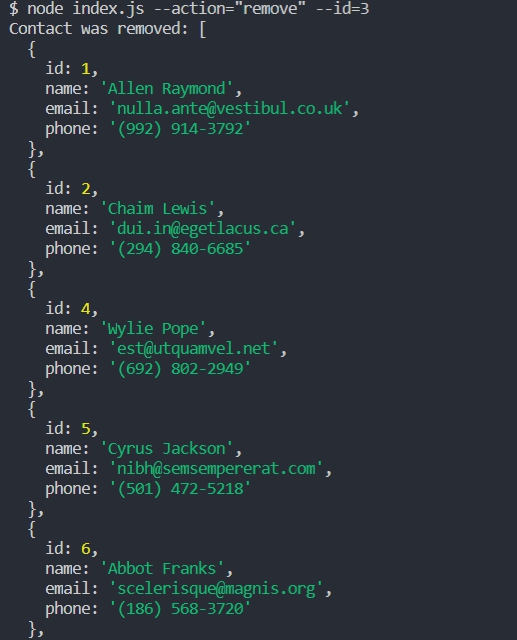 $ node index.js --action="remove" --id=3
Contact was removed: [
  {
    id: 1,
    name: 'Allen Raymond',
    email: 'nulla.ante@vestibul.co.uk',
    phone: '(992) 914-3792'
  },
  {
    id: 2,
    name: 'Chaim Lewis',
    email: 'dui.in@egetlacus.ca',
    phone: '(294) 840-6685'
  },
  {
    id: 4,
    name: 'Wylie Pope',
    email: 'est@utquamvel.net',
    phone: '(692) 802-2949'
  },
  {
    id: 5,
    name: 'Cyrus Jackson',
    email: 'nibh@semsempererat.com',
    phone: '(501) 472-5218'
  },
  {
    id: 6,
    name: 'Abbot Franks',
    email: 'scelerisque@magnis.org',
    phone: '(186) 568-3720'
  },